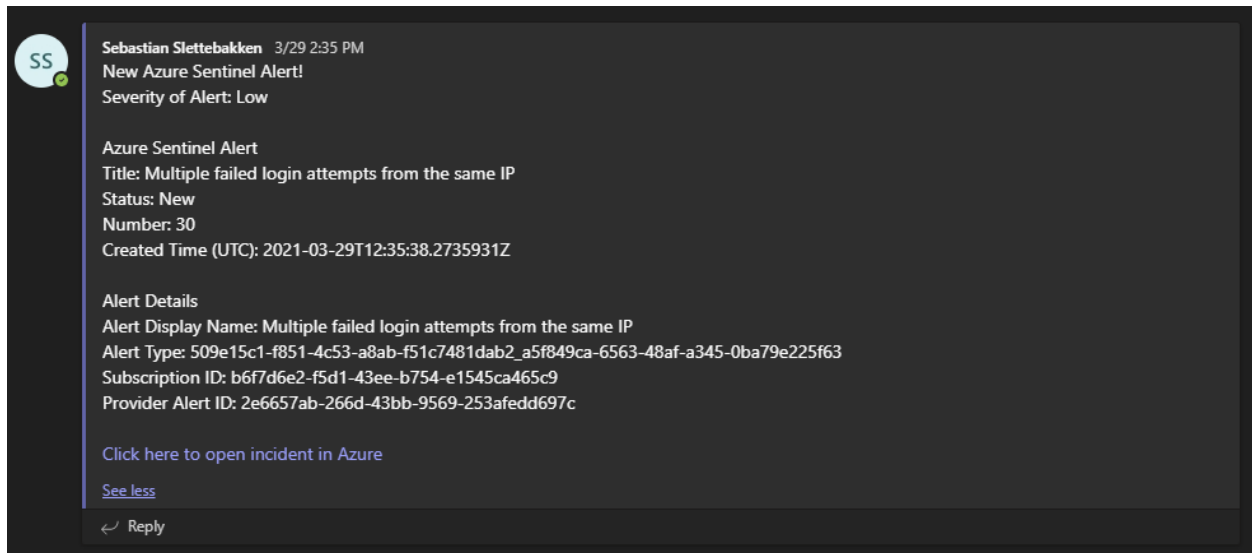 SS
Sebastian Slettebakken 3/29 2:35 PM
New Azure Sentinel Alert!
Severity of Alert: Low
Azure Sentinel Alert
Title: Multiple failed login attempts from the same IP
Status: New
Number: 30
Created Time (UTC): 2021-03-29T12:35:38.2735931Z
Alert Details
Alert Display Name: Multiple failed login attempts from the same IP
Alert Type: 509e15c1-f851-4c53-a8ab-f51c7481dab2_a5f849ca-6563-48af-a345-0ba79e225f63
Subscription ID: b6f7d6e2-f5d1-43ee-b754-e1545ca465c9
Provider Alert ID: 2e6657ab-266d-43bb-9569-253afedd697c
Click here to open incident in Azure
See less
Reply